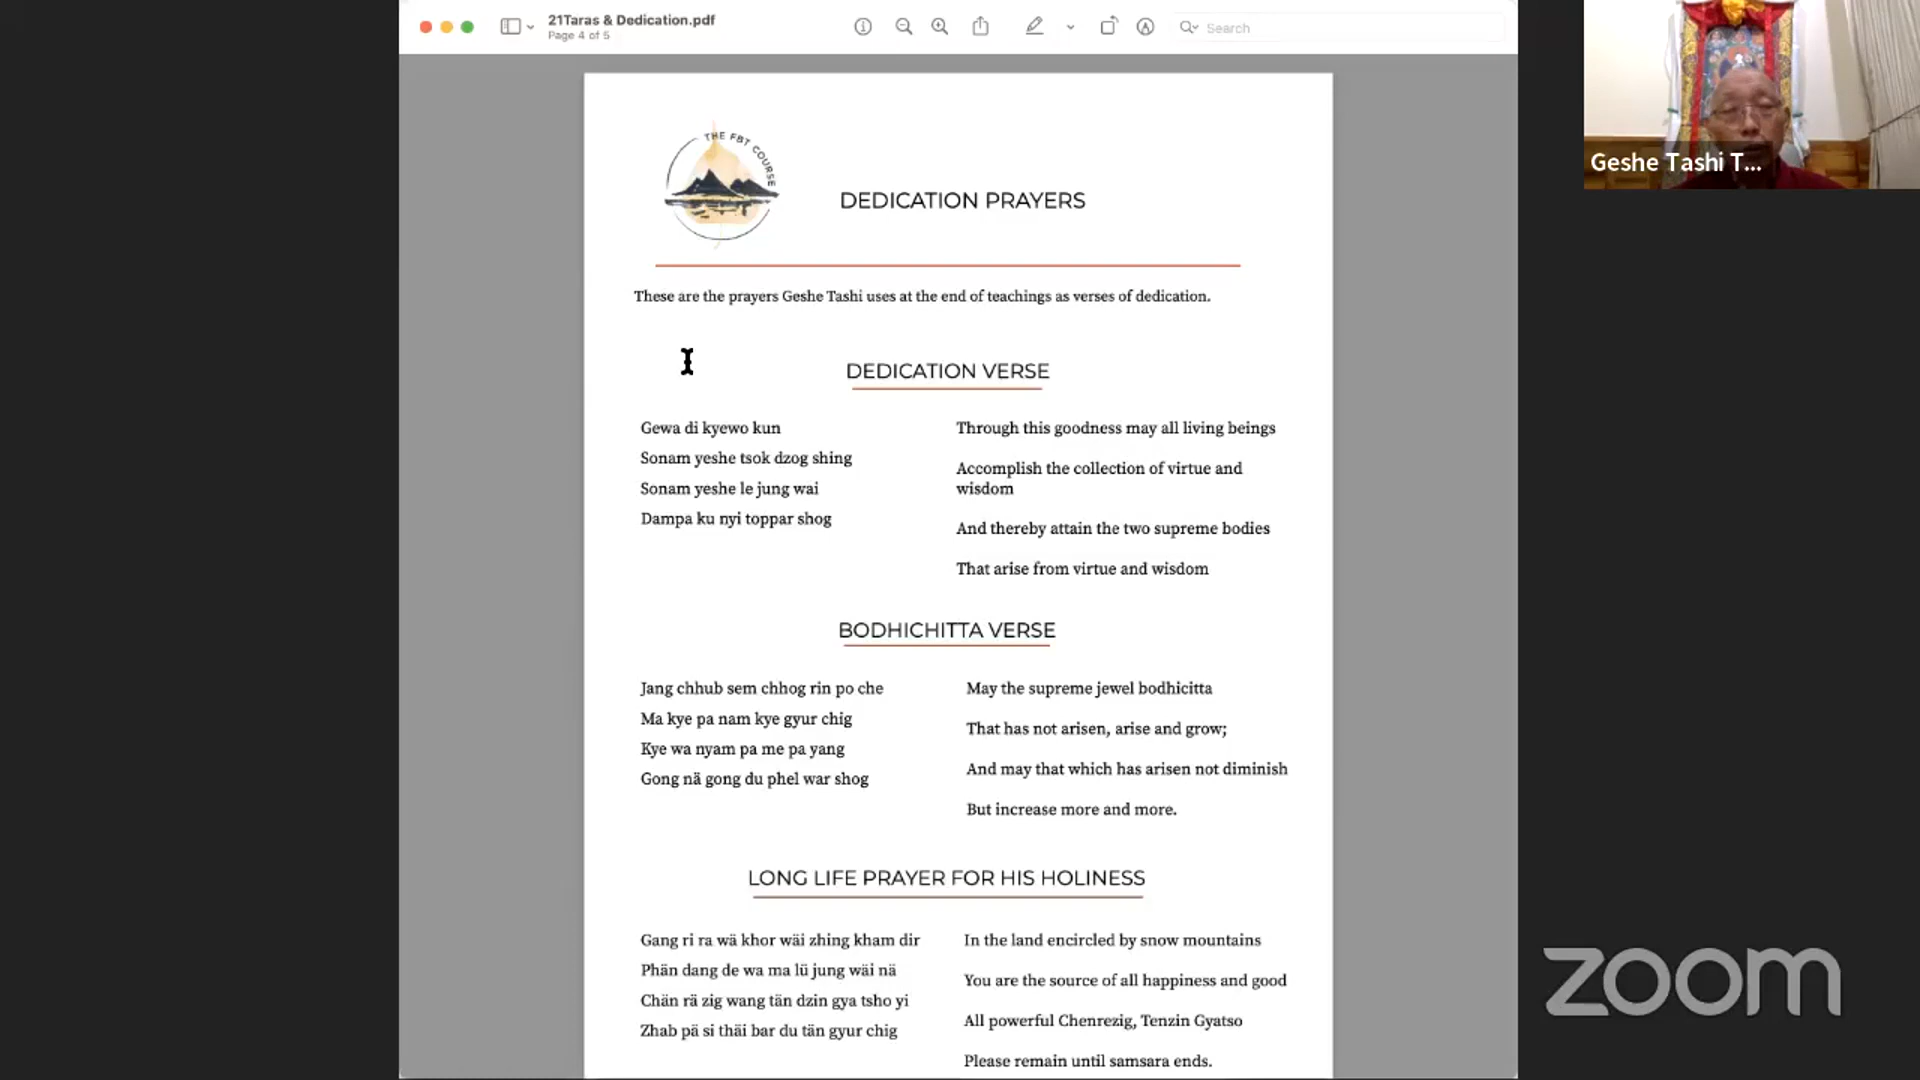 21Taras & Dedication.pdf
Page 4 of 5
Search
Geshe Tashi T...
THE FBT COURSE
DEDICATION PRAYERS
These are the prayers Geshe Tashi uses at the end of teachings as verses of dedication.
DEDICATION VERSE
Gewa di kyewo kun
Sonam yeshe tsok dzog shing
Sonam yeshe le jung wai
Dampa ku nyi toppar shog
Through this goodness may all living beings
Accomplish the collection of virtue and
wisdom
And thereby attain the two supreme bodies
That arise from virtue and wisdom
BODHICHITTA VERSE
Jang chhub sem chhog rin po che
Ma kye pa nam kye gyur chig
Kye wa nyam pa me pa yang
Gong nä gong du phel war shog
May the supreme jewel bodhicitta
That has not arisen, arise and grow;
And may that which has arisen not diminish
But increase more and more.
LONG LIFE PRAYER FOR HIS HOLINESS
Gang ri ra wä khor wäi zhing kham dir
Phän dang de wa ma lü jung wäi nä
Chän rä zig wang tän dzin gya tsho yi
Zhab pä si thäi bar du tän gyur chig
In the land encircled by snow mountains
You are the source of all happiness and good
All powerful Chenrezig, Tenzin Gyatso
Please remain until samsara ends.
zoom